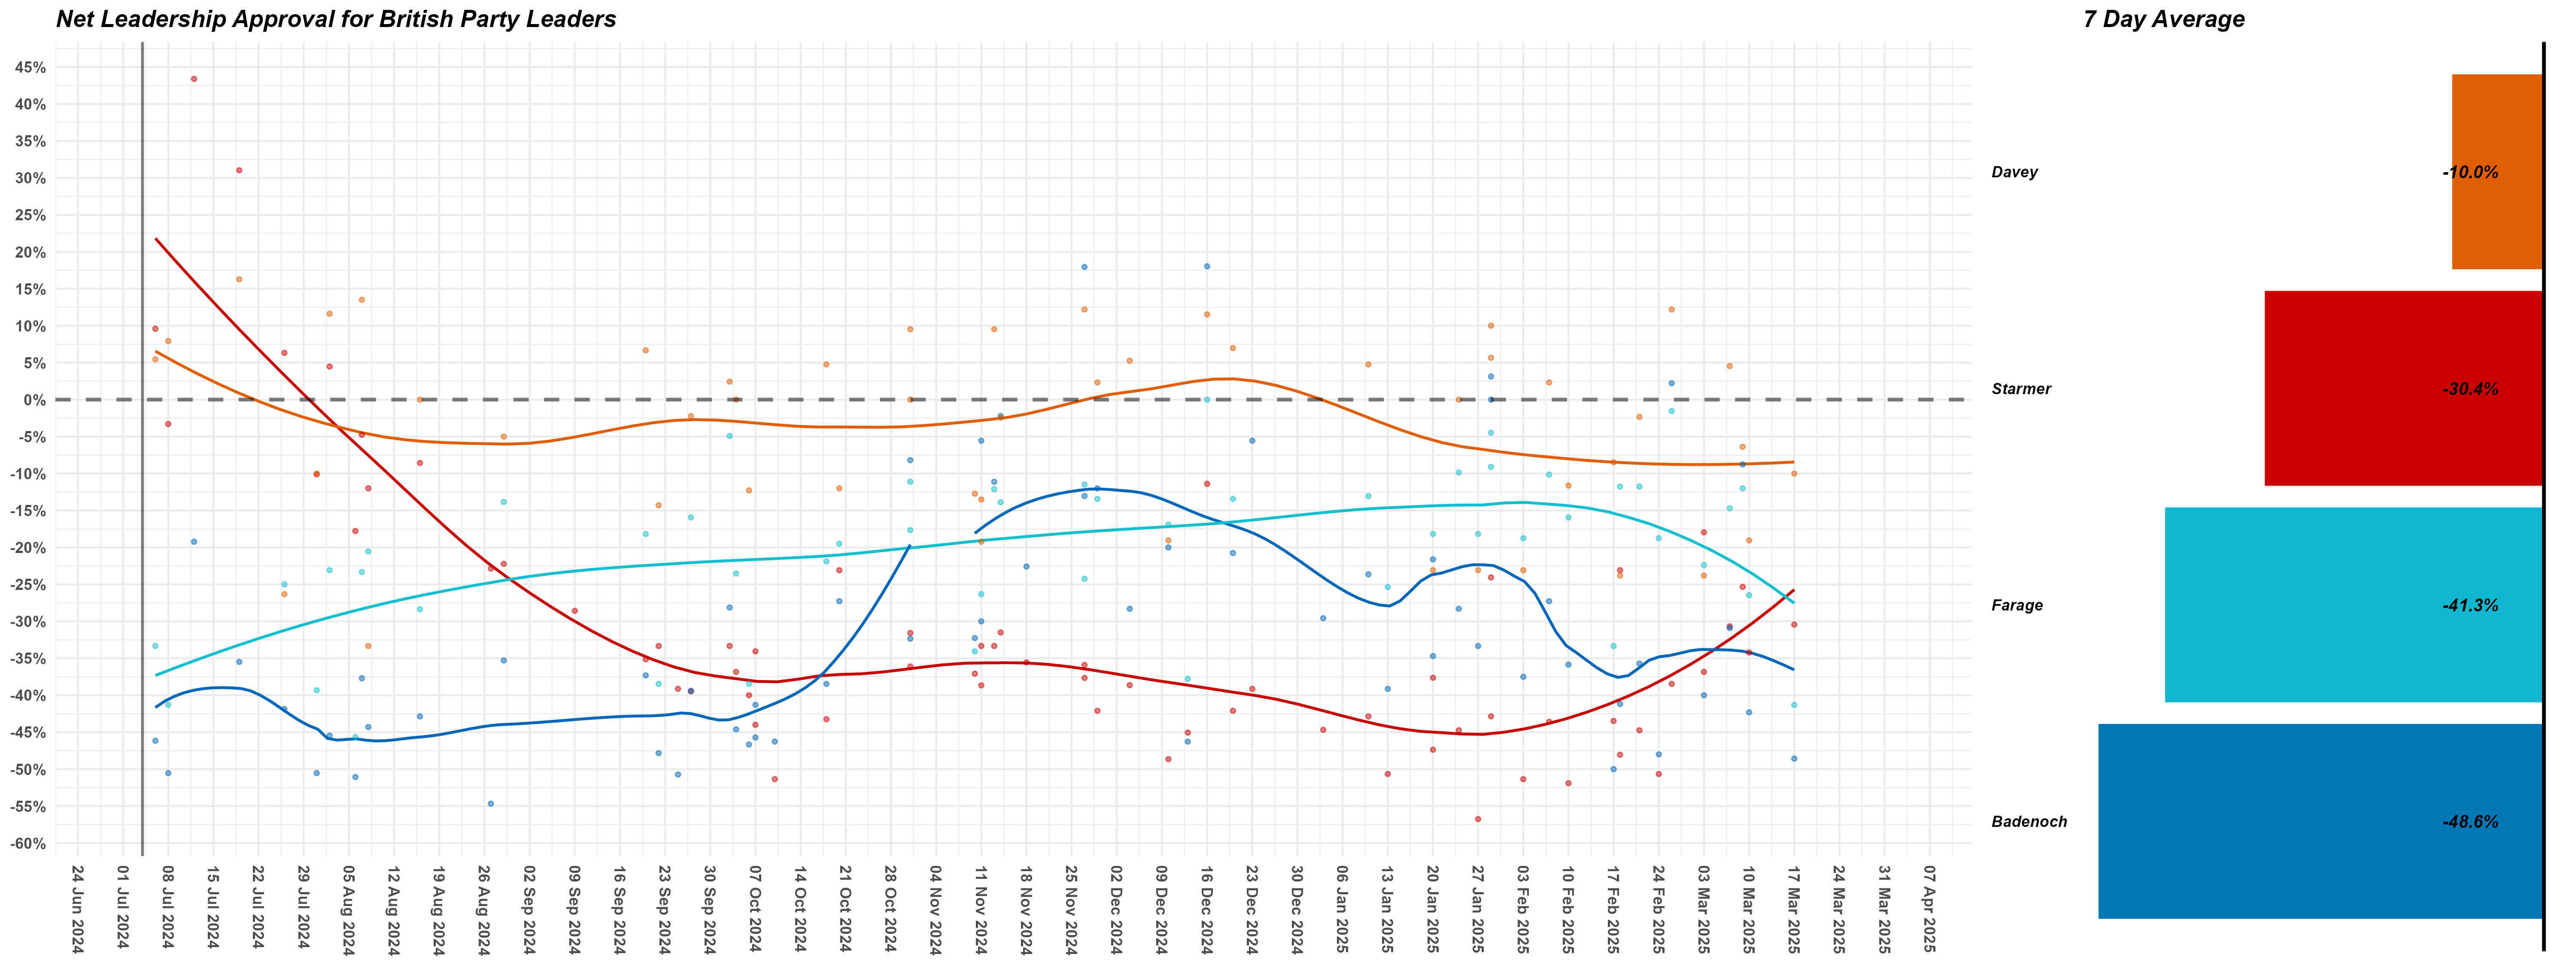 Net Leadership Approval for British Party Leaders
45%
40%
35%
30%
25%
20%
15%
10%
5%
0%
-5%
-10%
-15%
-20%
-25%
-30%
-35%
-40%
-45%
-50%
-55%
-60%
24 Jun 2024
01 Jul 2024
08 Jul 2024
15 Jul 2024
22 Jul 2024
29 Jul 2024
05 Aug 2024
12 Aug 2024
19 Aug 2024
26 Aug 2024
02 Sep 2024
09 Sep 2024
16 Sep 2024
23 Sep 2024
30 Sep 2024
07 Oct 2024
14 Oct 2024
21 Oct 2024
28 Oct 2024
04 Nov 2024
11 Nov 2024
18 Nov 2024
25 Nov 2024
02 Dec 2024
09 Dec 2024
16 Dec 2024
23 Dec 2024
30 Dec 2024
06 Jan 2025
13 Jan 2025
20 Jan 2025
27 Jan 2025
03 Feb 2025
10 Feb 2025
17 Feb 2025
24 Feb 2025
03 Mar 2025
10 Mar 2025
17 Mar 2025
24 Mar 2025
31 Mar 2025
07 Apr 2025
7 Day Average
Davey -10.0%
Starmer -30.4%
Farage -41.3%
Badenoch -48.6%